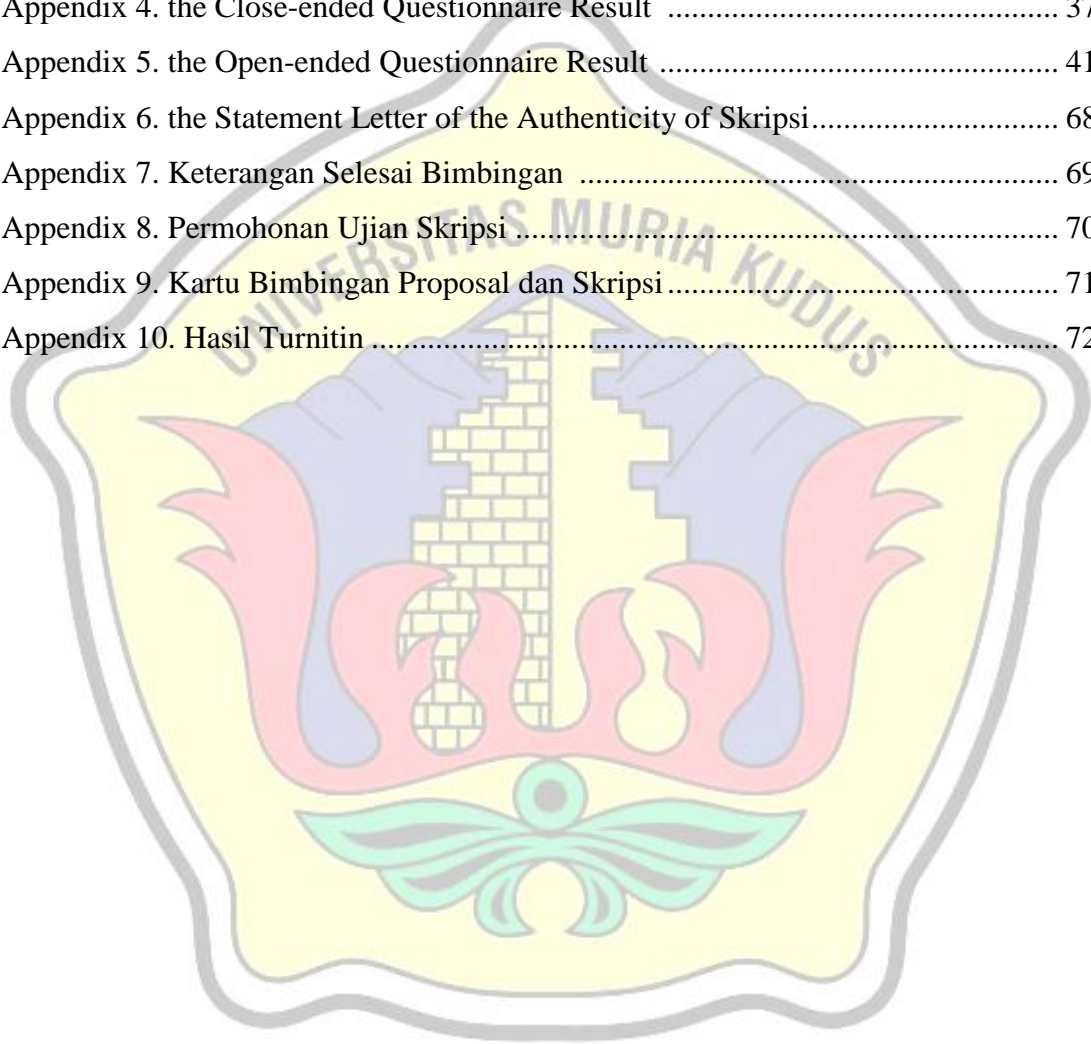 Appendix 4. the Close-ended Questionnaire Result ................................................ 37
Appendix 5. the Open-ended Questionnaire Result ................................................. 41
Appendix 6. the Statement Letter of the Authenticity of Skripsi............................... 68
Appendix 7. Keterangan Selesai Bimbingan ........................................................... 69
Appendix 8. Permohonan Ujian Skripsi ................................................................... 70
Appendix 9. Kartu Bimbingan Proposal dan Skripsi ................................................ 71
Appendix 10. Hasil Turnitin ..................................................................................... 72
UNIVERSITAS MURIA KUDUS